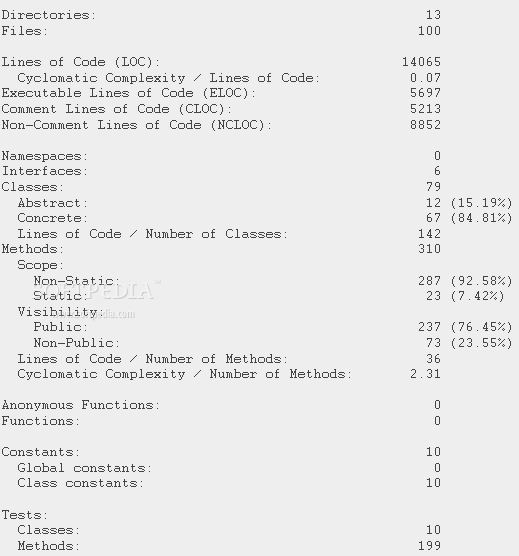 Directories: 13
Files: 100
Lines of Code (LOC): 14065
Cyclomatic Complexity / Lines of Code: 0.07
Executable Lines of Code (ELOC): 5697
Comment Lines of Code (CLOC): 5213
Non-Comment Lines of Code (NCLOC): 8852
Namespaces: 0
Interfaces: 6
Classes: 79
Abstract: 12 (15.19%)
Concrete: 67 (84.81%)
Lines of Code / Number of Classes: 142
Methods: 310
Scope:
Non-Static: 287 (92.58%)
Static: 23 (7.42%)
Visibility:
Public: 237 (76.45%)
Non-Public: 73 (23.55%)
Lines of Code / Number of Methods: 36
Cyclomatic Complexity / Number of Methods: 2.31
Anonymous Functions: 0
Functions: 0
Constants: 10
Global constants: 0
Class constants: 10
Tests:
Classes: 10
Methods: 199